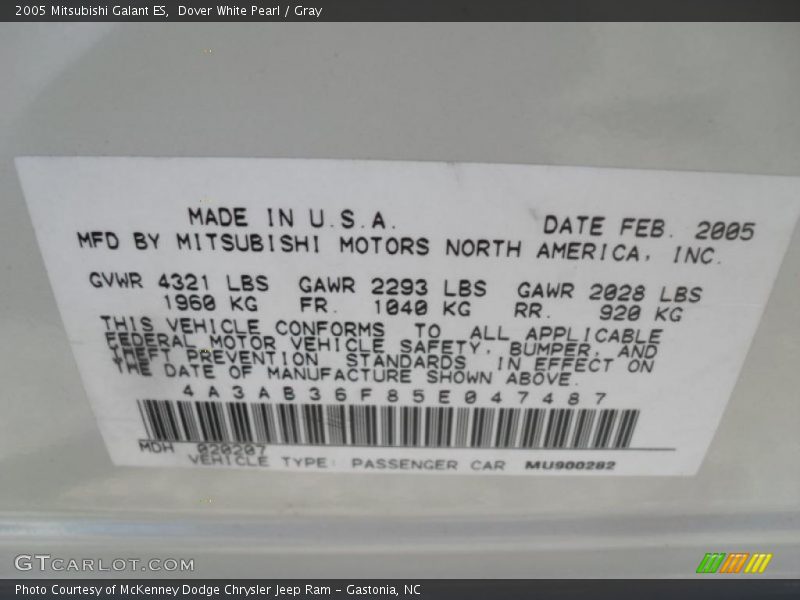 2005 Mitsubishi Galant ES, Dover White Pearl / Gray
MADE IN U.S.A. DATE FEB. 2005
MFD BY MITSUBISHI MOTORS NORTH AMERICA, INC.
GVWR 4321 LBS GAWR 2293 LBS GAWR 2028 LBS
1960 KG FR. 1040 KG RR. 920 KG
THIS VEHICLE CONFORMS TO ALL APPLICABLE
FEDERAL MOTOR VEHICLE SAFETY, BUMPER, AND
THEFT PREVENTION STANDARDS IN EFFECT ON
THE DATE OF MANUFACTURE SHOWN ABOVE.
4A3AB36F85E047487
MDH 020207
VEHICLE TYPE: PASSENGER CAR MU900282
GTCARLOT.COM
Photo Courtesy of McKenney Dodge Chrysler Jeep Ram - Gastonia, NC